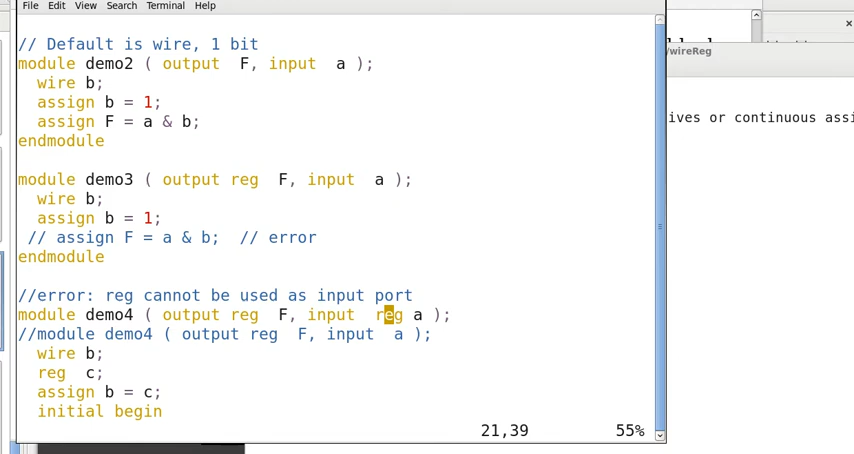 File Edit View Search Terminal Help
// Default is wire, 1 bit
module demo2 ( output  F, input  a );
  wire b;
  assign b = 1;
  assign F = a & b;
endmodule
module demo3 ( output reg  F, input  a );
  wire b;
  assign b = 1;
 // assign F = a & b;  // error
endmodule
//error: reg cannot be used as input port
module demo4 ( output reg  F, input  reg a );
//module demo4 ( output reg  F, input  a );
  wire b;
  reg  c;
  assign b = c;
  initial begin
21,39 55%
/wireReg
ives or continuous assi